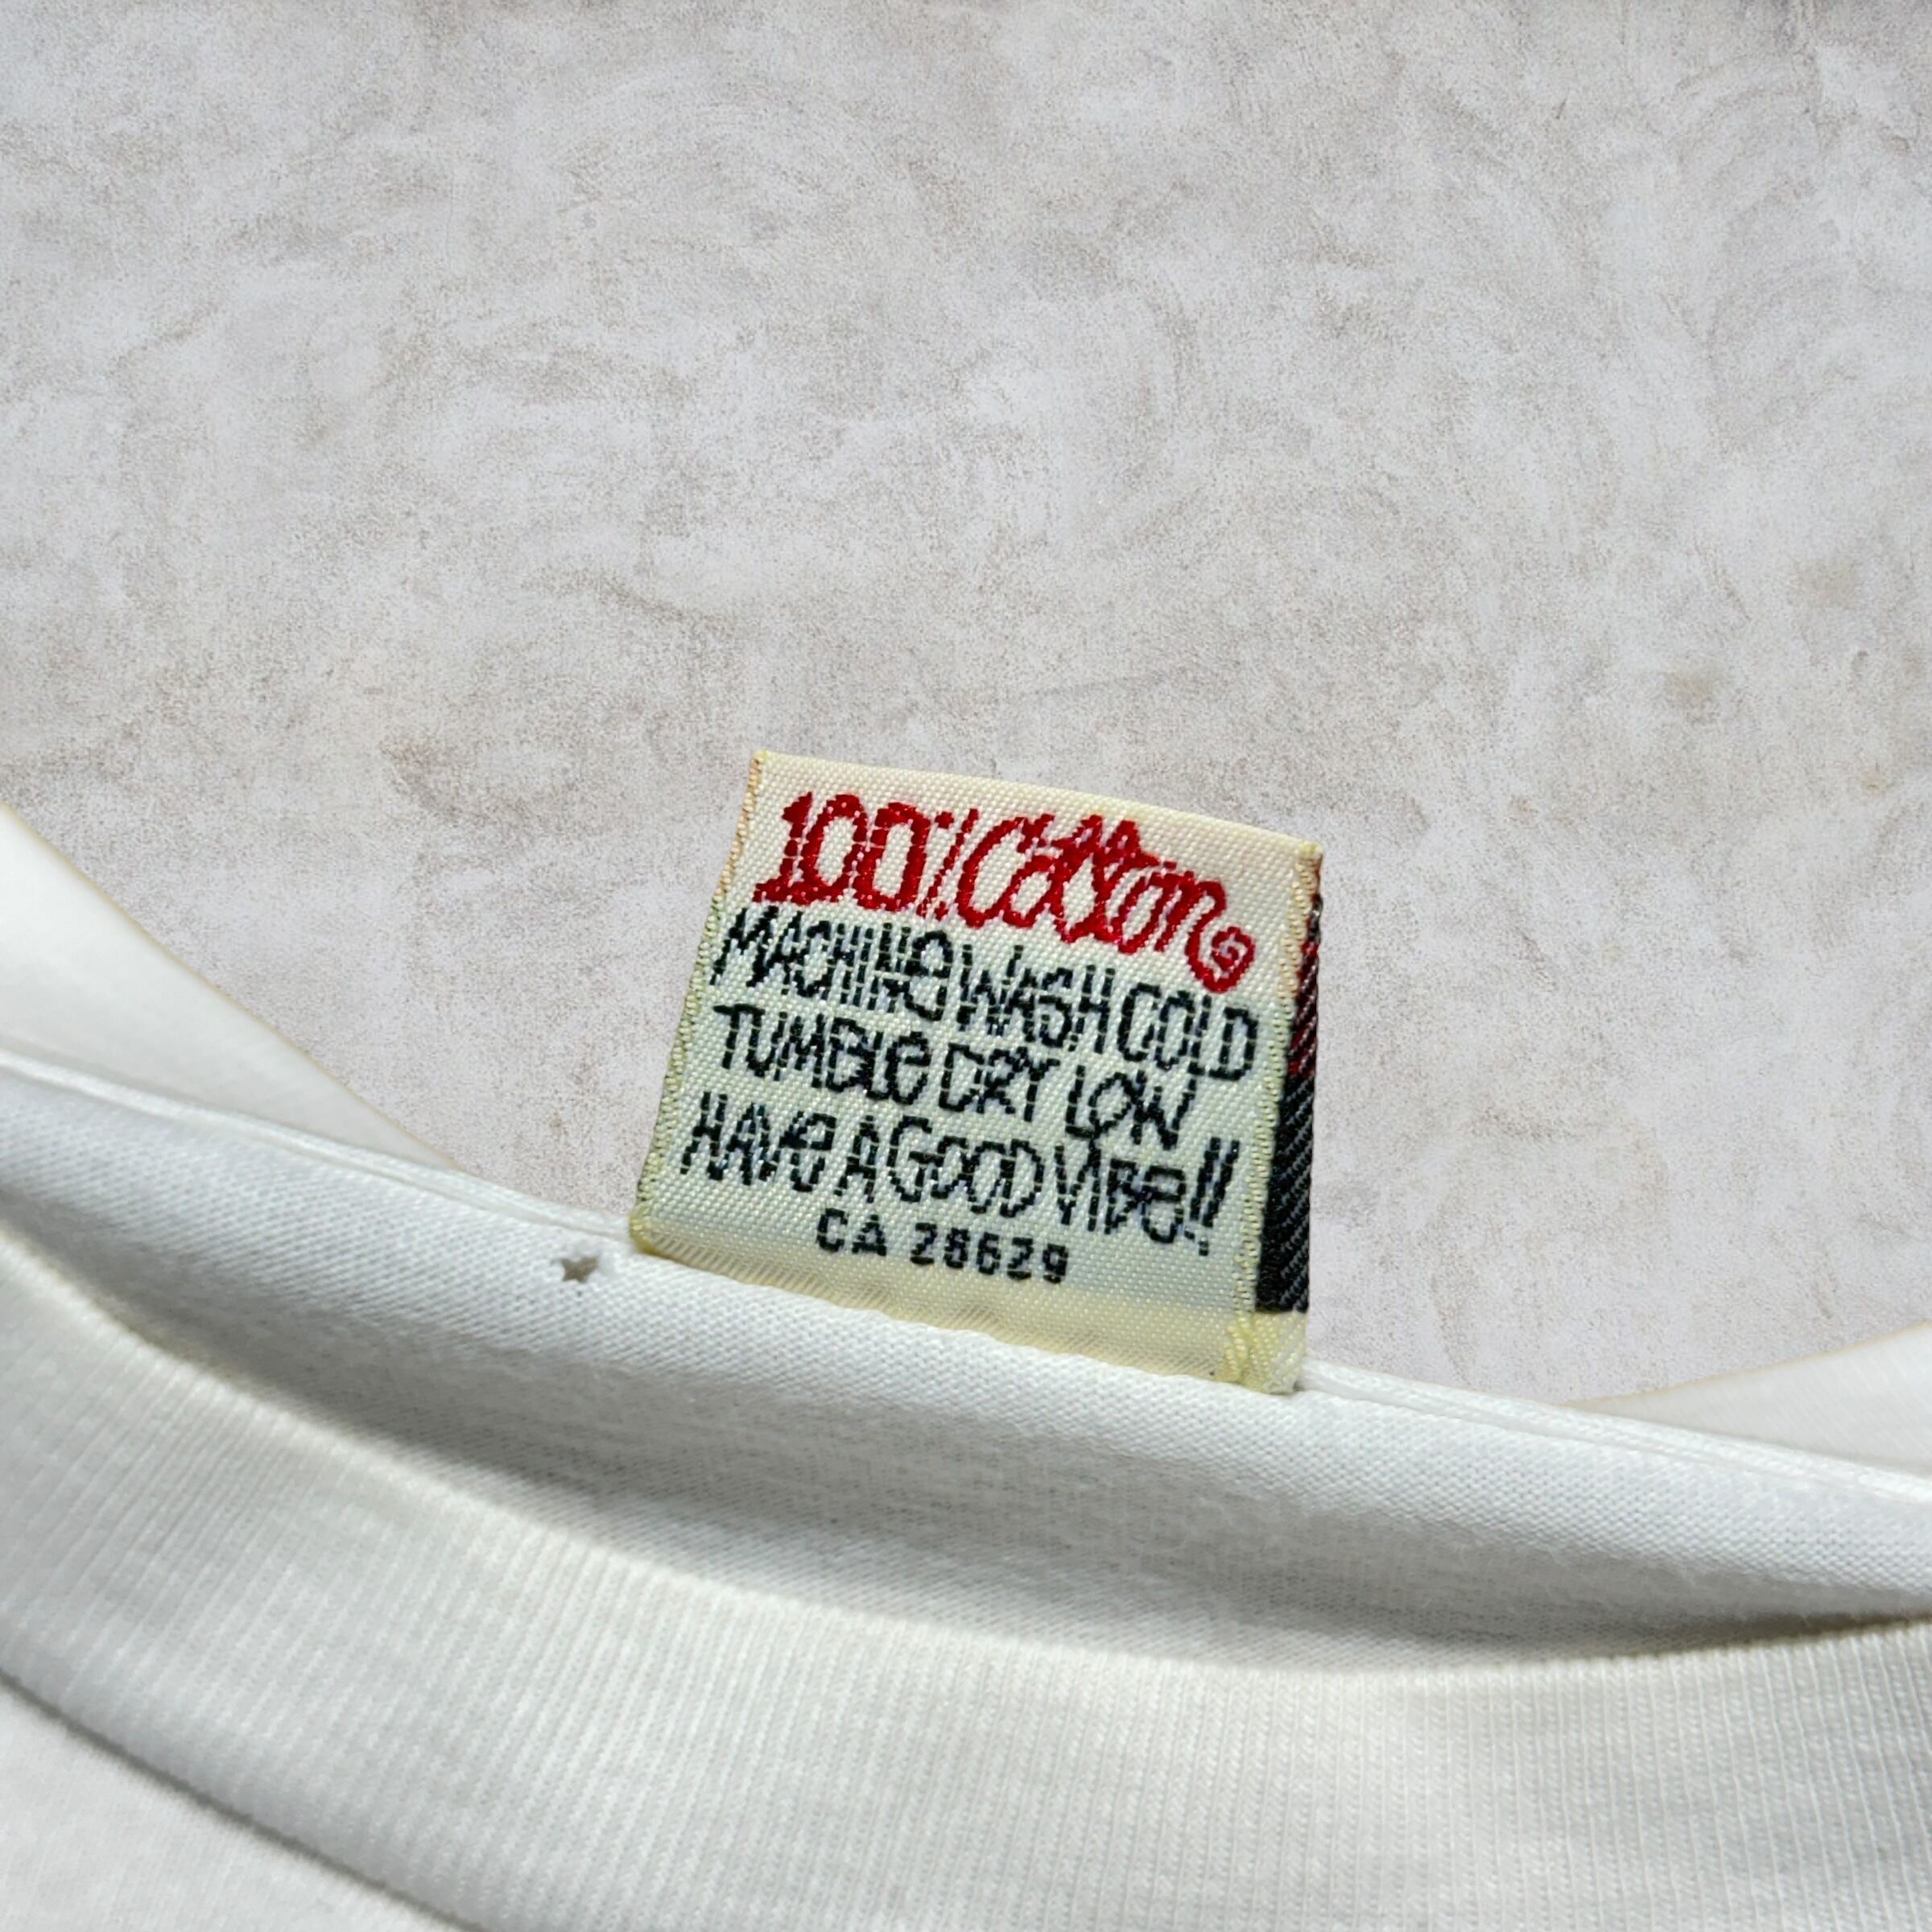 100% Cotton
MACHINe WASH COLD
TUMBLe DRY LOW
HAVe A GOOD VIBe!!
CA 28629